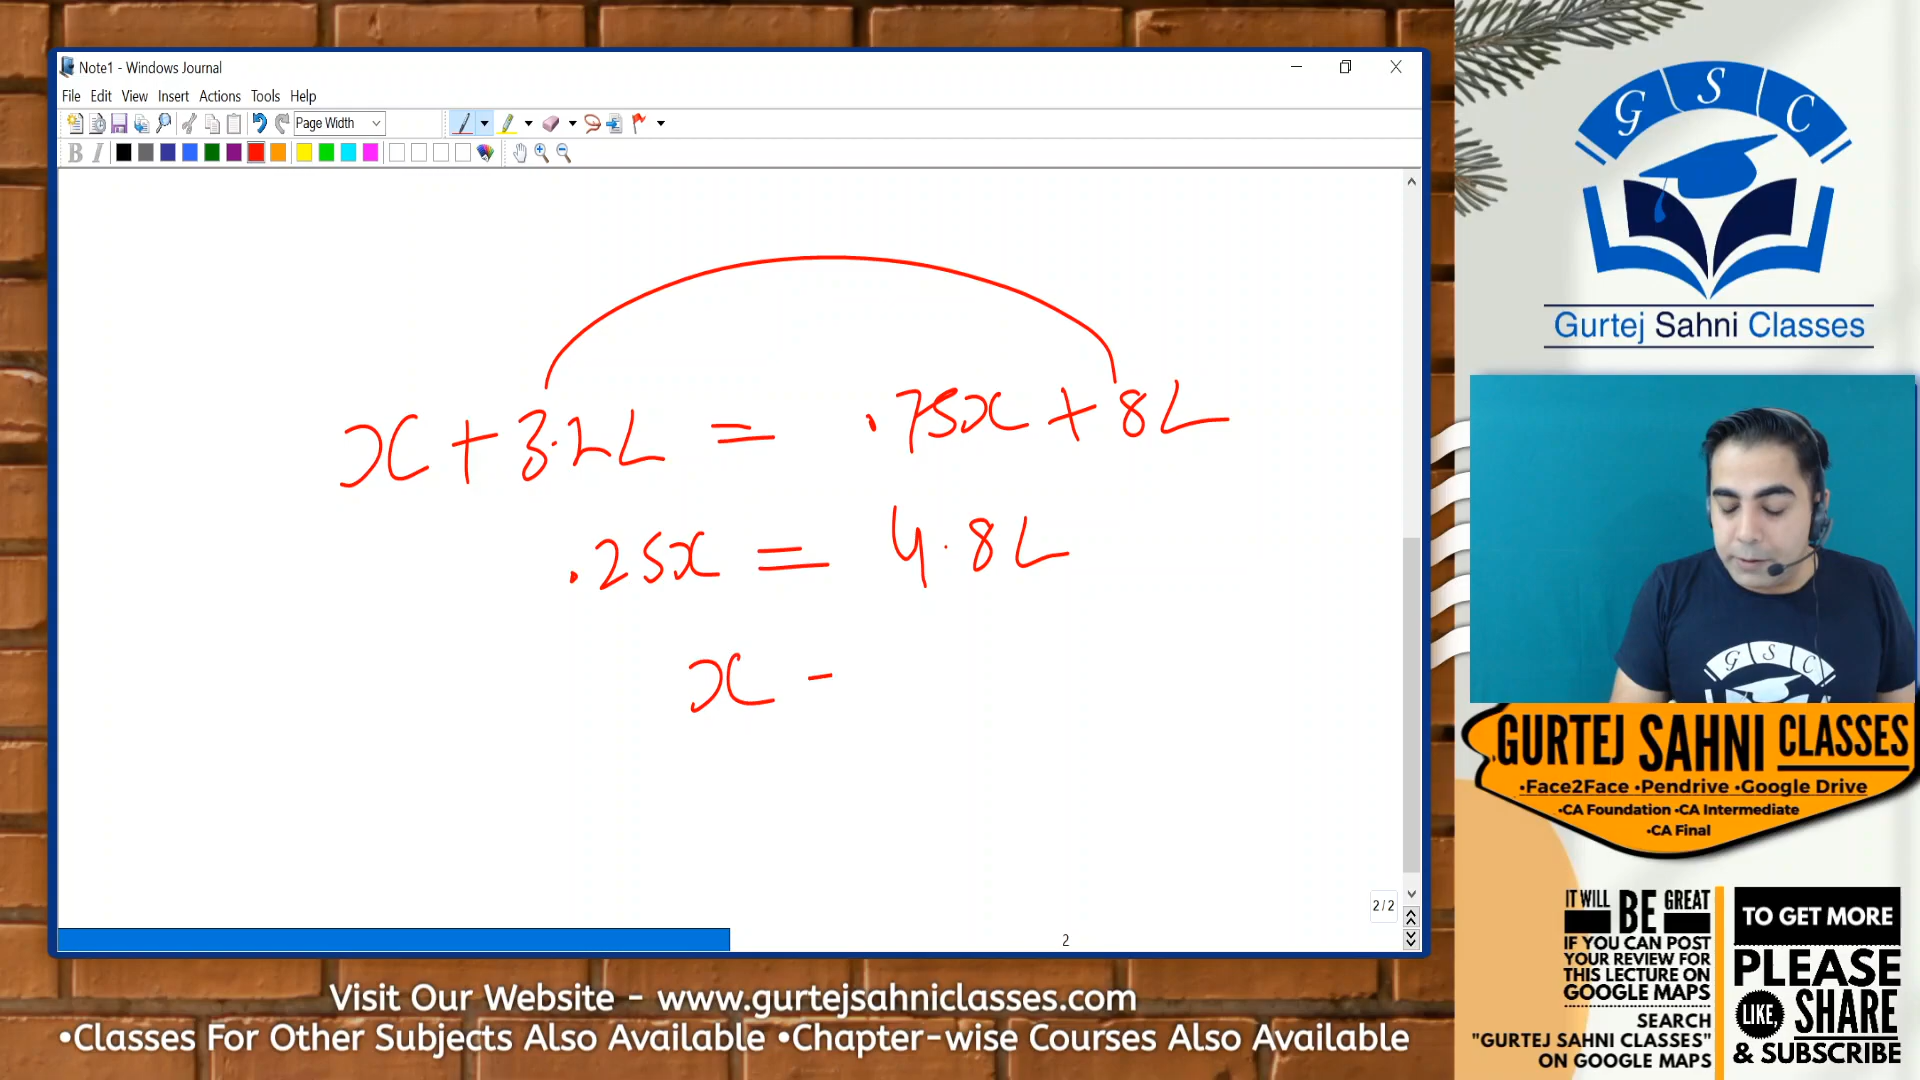 Note1 - Windows Journal
File Edit View Insert Actions Tools Help
Page Width
B I
x + 3.2L = .75x + 8L
.25x = 4.8L
x -
2/2
2
G S C
Gurtej Sahni Classes
G S C
GURTEJ SAHNI CLASSES
•Face2Face •Pendrive •Google Drive
•CA Foundation •CA Intermediate
•CA Final
IT WILL BE GREAT
IF YOU CAN POST
YOUR REVIEW FOR
THIS LECTURE ON
GOOGLE MAPS
SEARCH
"GURTEJ SAHNI CLASSES"
ON GOOGLE MAPS
TO GET MORE
PLEASE
LIKE, SHARE
& SUBSCRIBE
Visit Our Website - www.gurtejsahniclasses.com
•Classes For Other Subjects Also Available •Chapter-wise Courses Also Available